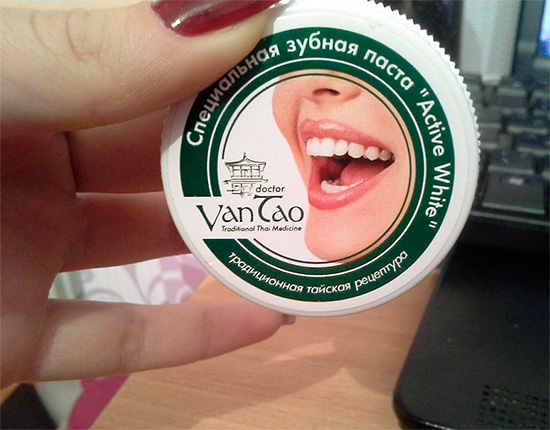 Специальная зубная паста "Active White"
doctor
Van Tao
Traditional Thai Medicine
традиционная тайская рецептура